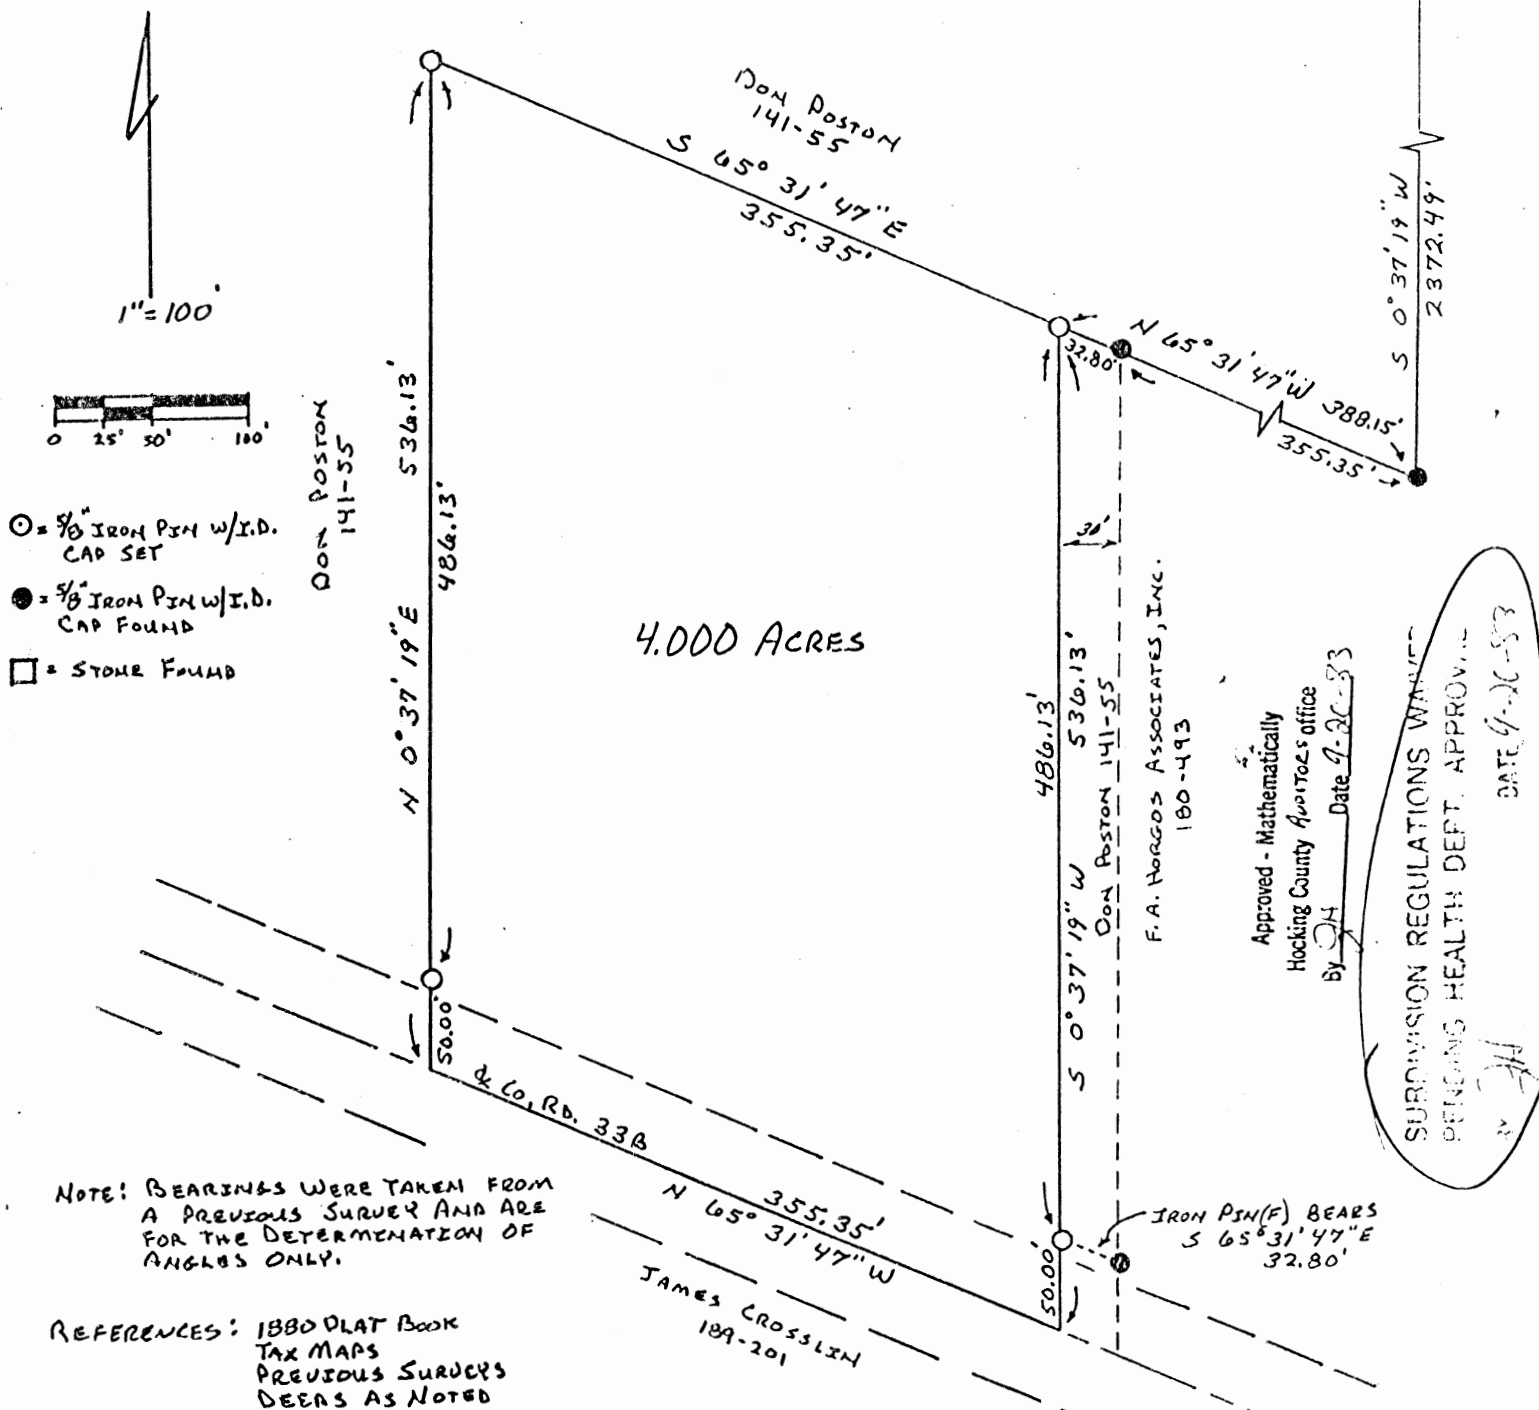 1"=100'
0 25' 50' 100'
= 5/8" IRON PIN W/I.D.
CAP SET
= 5/8" IRON PIN W/I.D.
CAP FOUND
= STONE FOUND
DON POSTON
141-55
N 0° 37' 19" E 536.13'
486.13'
DON POSTON
141-55
S 65° 31' 47" E
355.35'
32.80'
N 65° 31' 47" W 388.15'
355.35'
S 0° 37' 19" W
2372.49'
4.000 ACRES
30'
486.13'
S 0° 37' 19" W 536.13'
DON POSTON 141-55
F.A. HORGOS ASSOCIATES, INC.
180-493
Approved - Mathematically
Hocking County AUDITORS office
By Date
SUBDIVISION REGULATIONS
PENDING HEALTH DEPT.
DATE
BY
50.00'
℄ CO. RD. 33B
355.35'
N 65° 31' 47" W
50.00'
IRON PIN(F) BEARS
S 65° 31' 47" E
32.80'
JAMES CROSSLIN
189-201
NOTE: BEARINGS WERE TAKEN FROM
A PREVIOUS SURVEY AND ARE
FOR THE DETERMINATION OF
ANGLES ONLY.
REFERENCES: 1880 PLAT BOOK
TAX MAPS
PREVIOUS SURVEYS
DEEDS AS NOTED